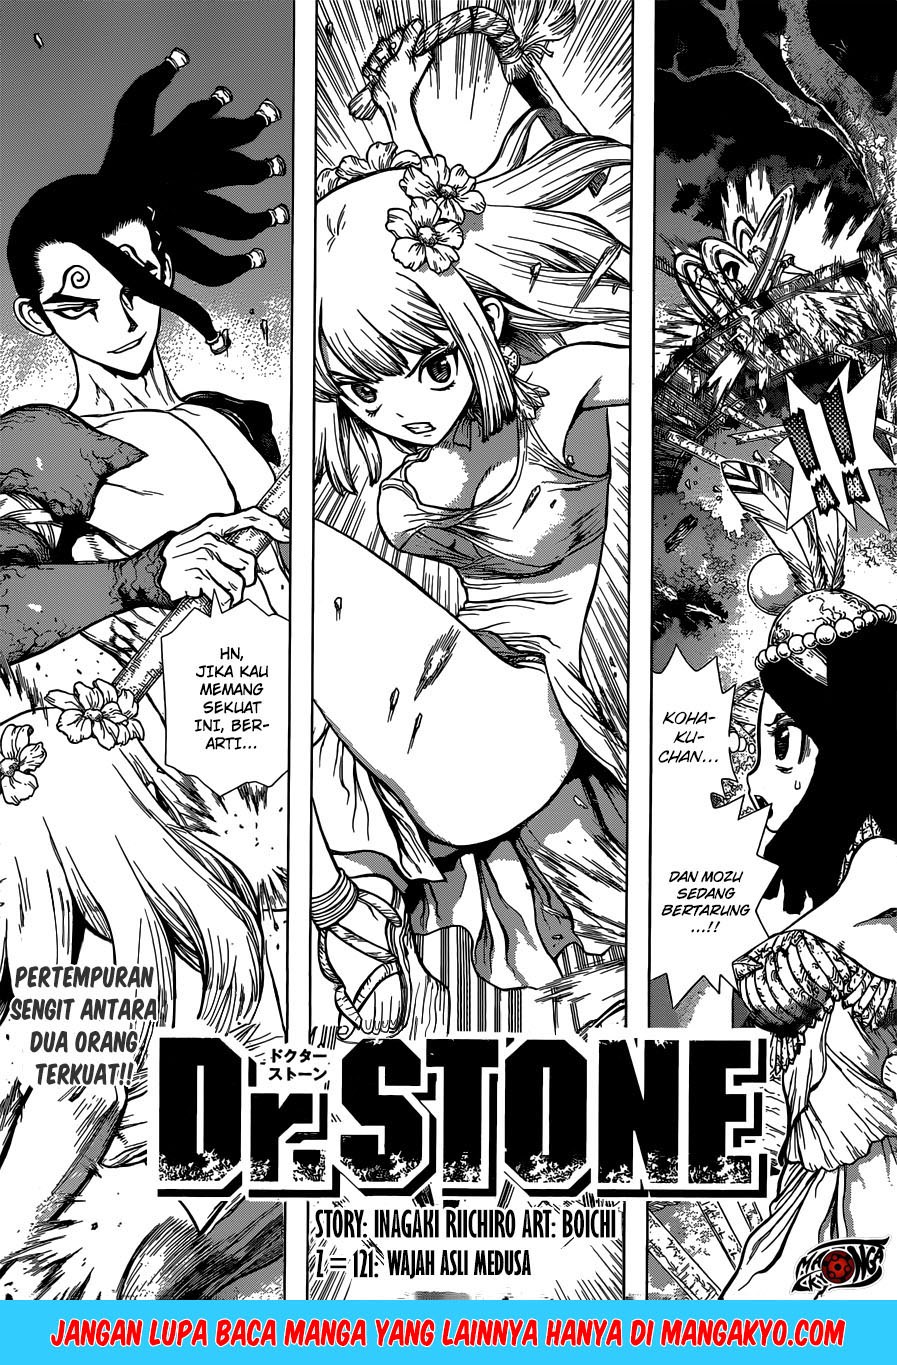 !!
HN,
JIKA KAU
MEMANG
SEKUAT
INI, BER-
ARTI...
KOHA-
KU-
CHAN...
DAN MOZU
SEDANG
BERTARUNG
...!!
PERTEMPURAN
SENGIT ANTARA
DUA ORANG
TERKUAT!!
ドクター
ストーン
Dr.STONE
STORY: INAGAKI RIICHIRO ART: BOICHI
Z = 121: WAJAH ASLI MEDUSA
JANGAN LUPA BACA MANGA YANG LAINNYA HANYA DI MANGAKYO.COM